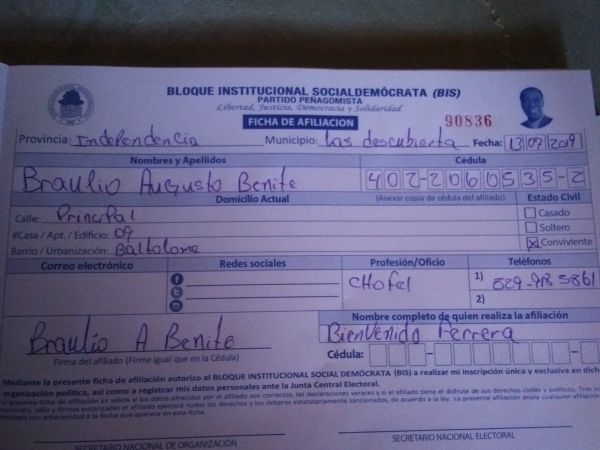 BLOQUE INSTITUCIONAL SOCIALDEMÓCRATA (BIS)
PARTIDO PEÑAGOMISTA
Libertad, Justicia, Democracia y Solidaridad
FICHA DE AFILIACION
90836
Provincia: Independencia Municipio: Las descubierta Fecha: 13 07 2019
Nombres y Apellidos Cédula
Braulio Augusto Benite 402-2060535-2
Domicilio Actual (Anexar copia de cédula del afiliado) Estado Civil
Calle: Principal Casado
#Casa / Apt. / Edificio: 09 Soltero
Barrio / Urbanización: Baltolome Conviviente
Correo electrónico Redes sociales Profesión/Oficio Teléfonos
CHofel 1) 829-918 5861
2)
Nombre completo de quien realiza la afiliación
Braulio A Benite Bienvenido Ferrera
Firma del afiliado (Firme igual que en la Cédula) Cédula:
Mediante la presente ficha de afiliación autorizo al BLOQUE INSTITUCIONAL SOCIAL DEMÓCRATA (BIS) a realizar mi inscripción única y exclusiva en dicha
organización política, así como a registrar mis datos personales ante la Junta Central Electoral.
SECRETARIO NACIONAL DE ORGANIZACIÓN SECRETARIO NACIONAL ELECTORAL